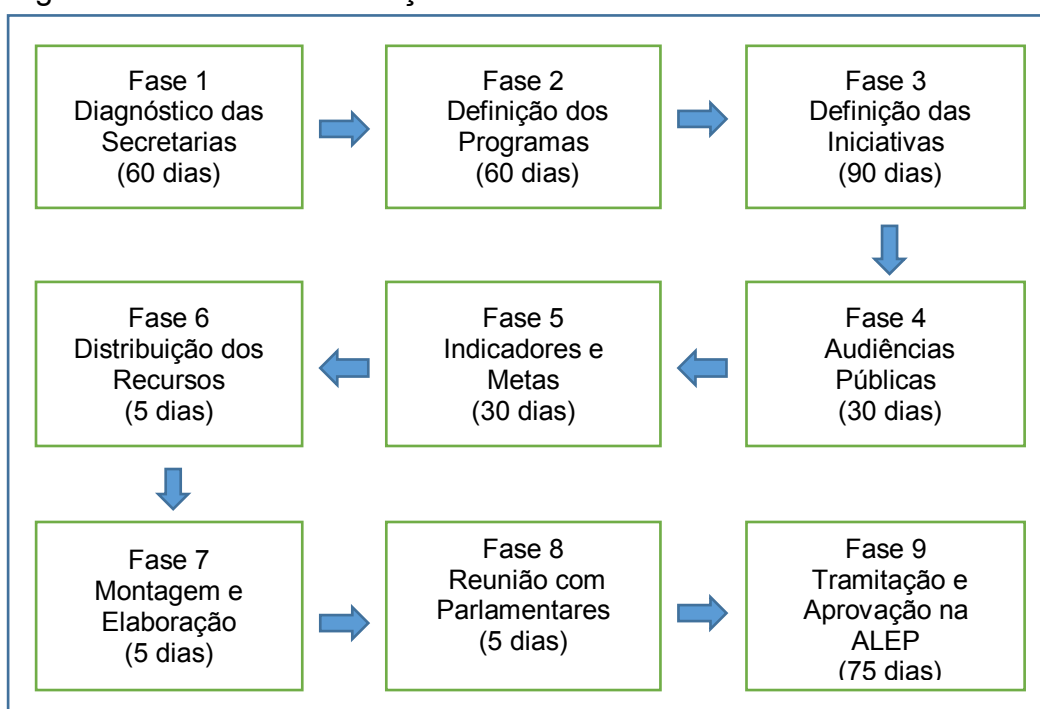 Fase 1
Diagnóstico das
Secretarias
(60 dias)
Fase 2
Definição dos
Programas
(60 dias)
Fase 3
Definição das
Iniciativas
(90 dias)
Fase 4
Audiências
Públicas
(30 dias)
Fase 5
Indicadores e
Metas
(30 dias)
Fase 6
Distribuição dos
Recursos
(5 dias)
Fase 7
Montagem e
Elaboração
(5 dias)
Fase 8
Reunião com
Parlamentares
(5 dias)
Fase 9
Tramitação e
Aprovação na
ALEP
(75 dias)